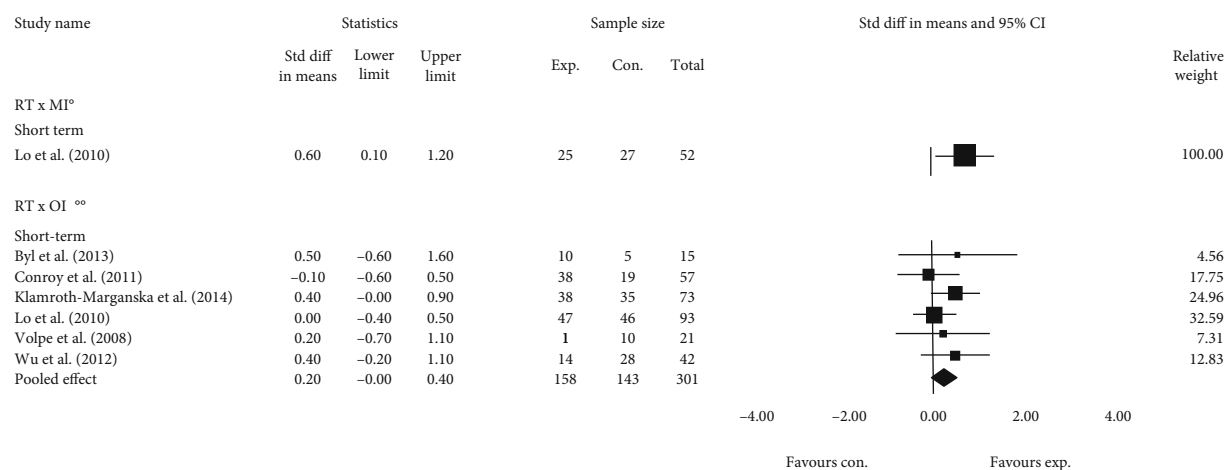 Study name Statistics Sample size Std diff in means and 95% CI
Std diff in means Lower limit Upper limit Exp. Con. Total Relative weight
RT x MI°
Short term
Lo et al. (2010) 0.60 0.10 1.20 25 27 52 100.00
RT x OI °°
Short-term
Byl et al. (2013) 0.50 –0.60 1.60 10 5 15 4.56
Conroy et al. (2011) –0.10 –0.60 0.50 38 19 57 17.75
Klamroth-Marganska et al. (2014) 0.40 –0.00 0.90 38 35 73 24.96
Lo et al. (2010) 0.00 –0.40 0.50 47 46 93 32.59
Volpe et al. (2008) 0.20 –0.70 1.10 1 10 21 7.31
Wu et al. (2012) 0.40 –0.20 1.10 14 28 42 12.83
Pooled effect 0.20 –0.00 0.40 158 143 301
–4.00 –2.00 0.00 2.00 4.00
Favours con. Favours exp.